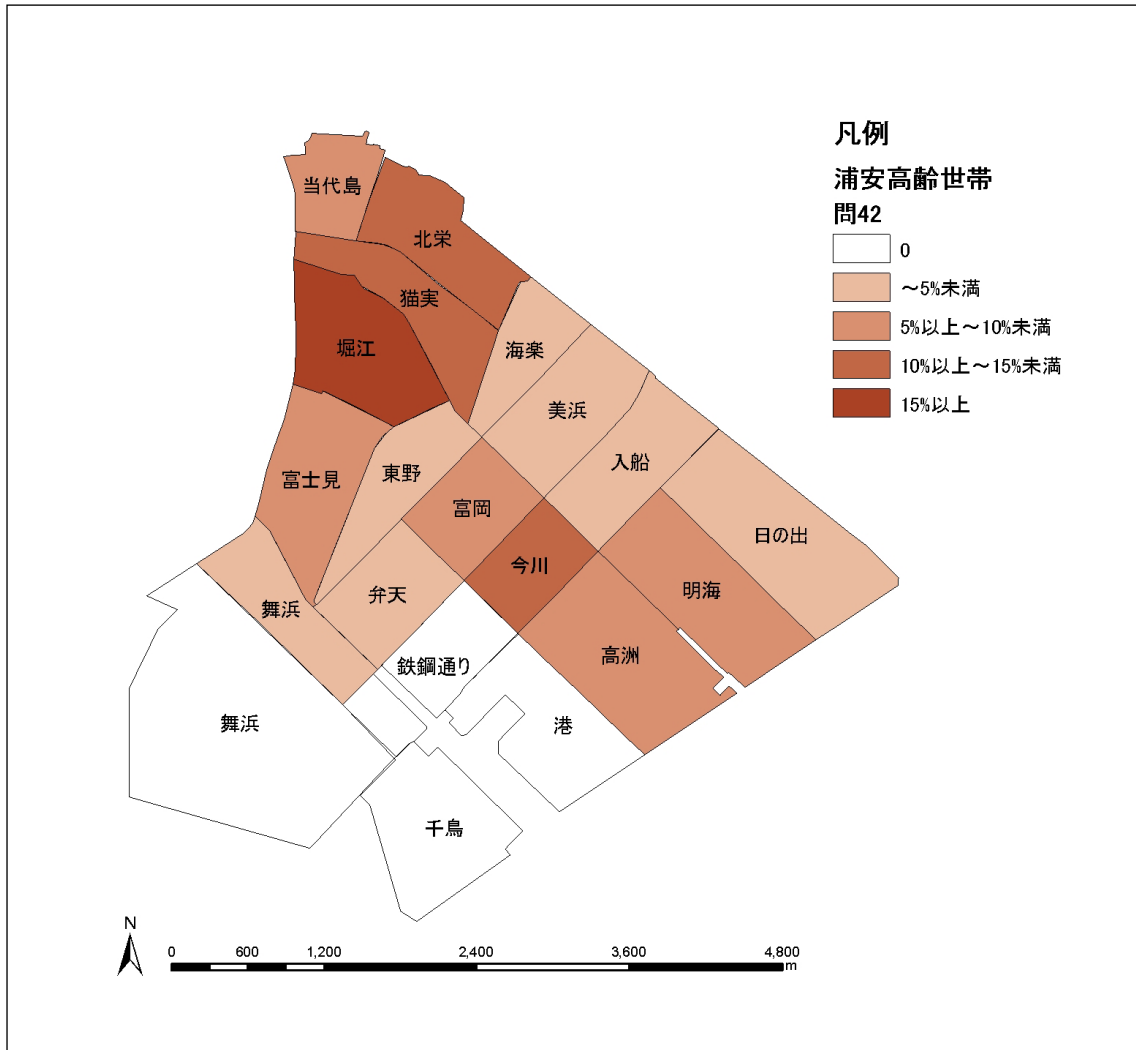 凡例
浦安高齢世帯
問42
0
～5%未満
5%以上～10%未満
10%以上～15%未満
15%以上
当代島
北栄
猫実
堀江
海楽
美浜
入船
東野
富士見
富岡
日の出
今川
明海
弁天
舞浜
高洲
鉄鋼通り
舞浜
港
千鳥
N
0 600 1,200 2,400 3,600 4,800
m